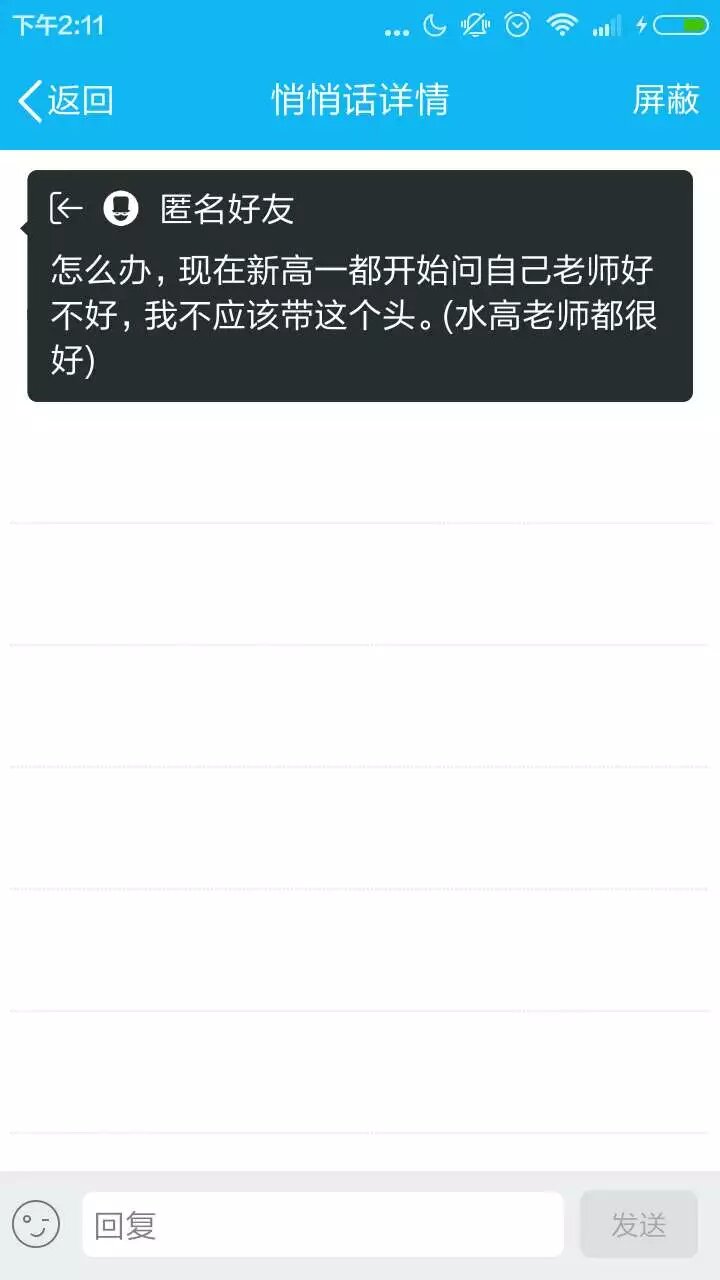 下午2:11
返回 悄悄话详情 屏蔽
匿名好友
怎么办，现在新高一都开始问自己老师好
不好，我不应该带这个头。(水高老师都很
好)
回复 发送